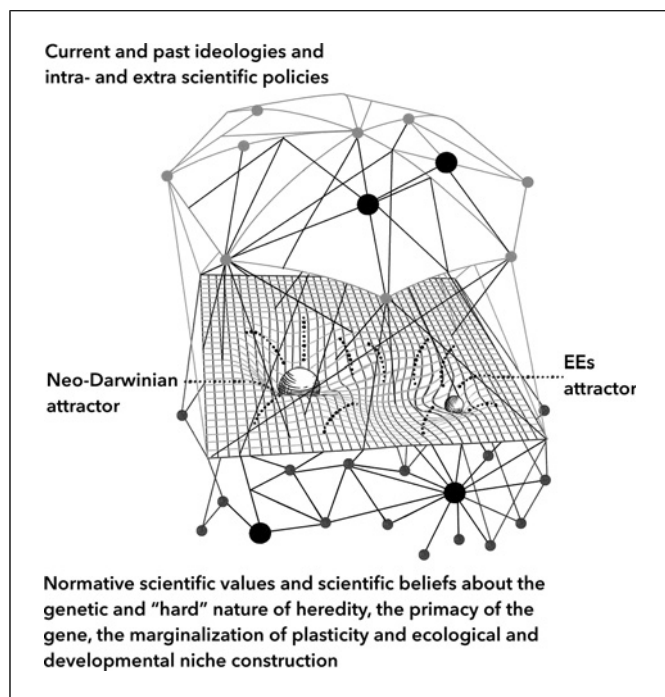 Current and past ideologies and
intra- and extra scientific policies
Neo-Darwinian
attractor
EEs
attractor
Normative scientific values and scientific beliefs about the
genetic and “hard” nature of heredity, the primacy of the
gene, the marginalization of plasticity and ecological and
developmental niche construction